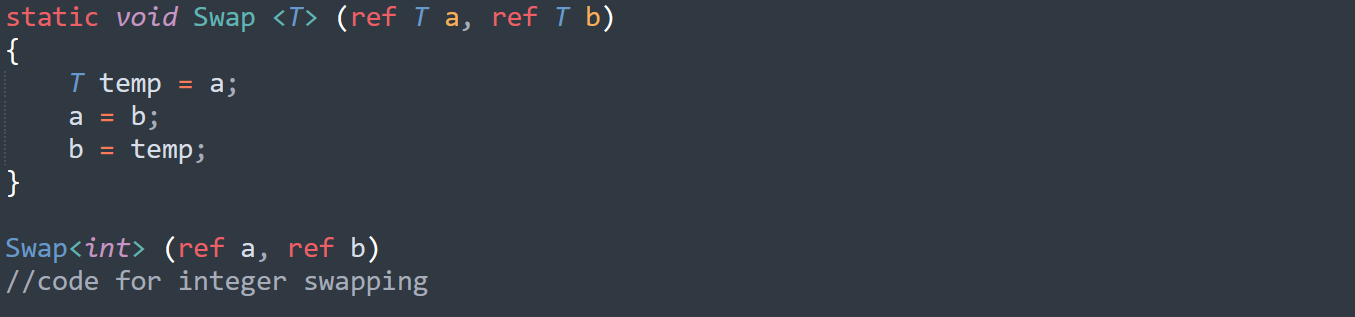 static void Swap <T> (ref T a, ref T b)
{
    T temp = a;
    a = b;
    b = temp;
}

Swap<int> (ref a, ref b)
//code for integer swapping